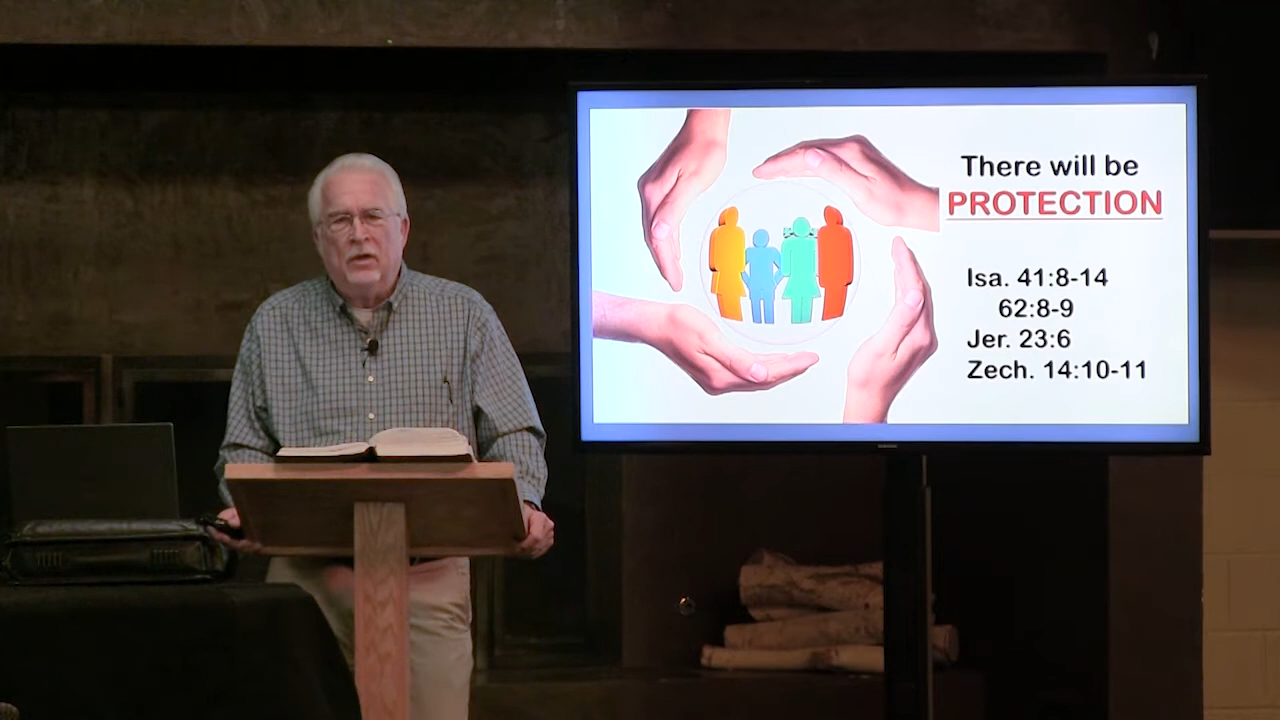 There will be
PROTECTION
Isa. 41:8-14
62:8-9
Jer. 23:6
Zech. 14:10-11